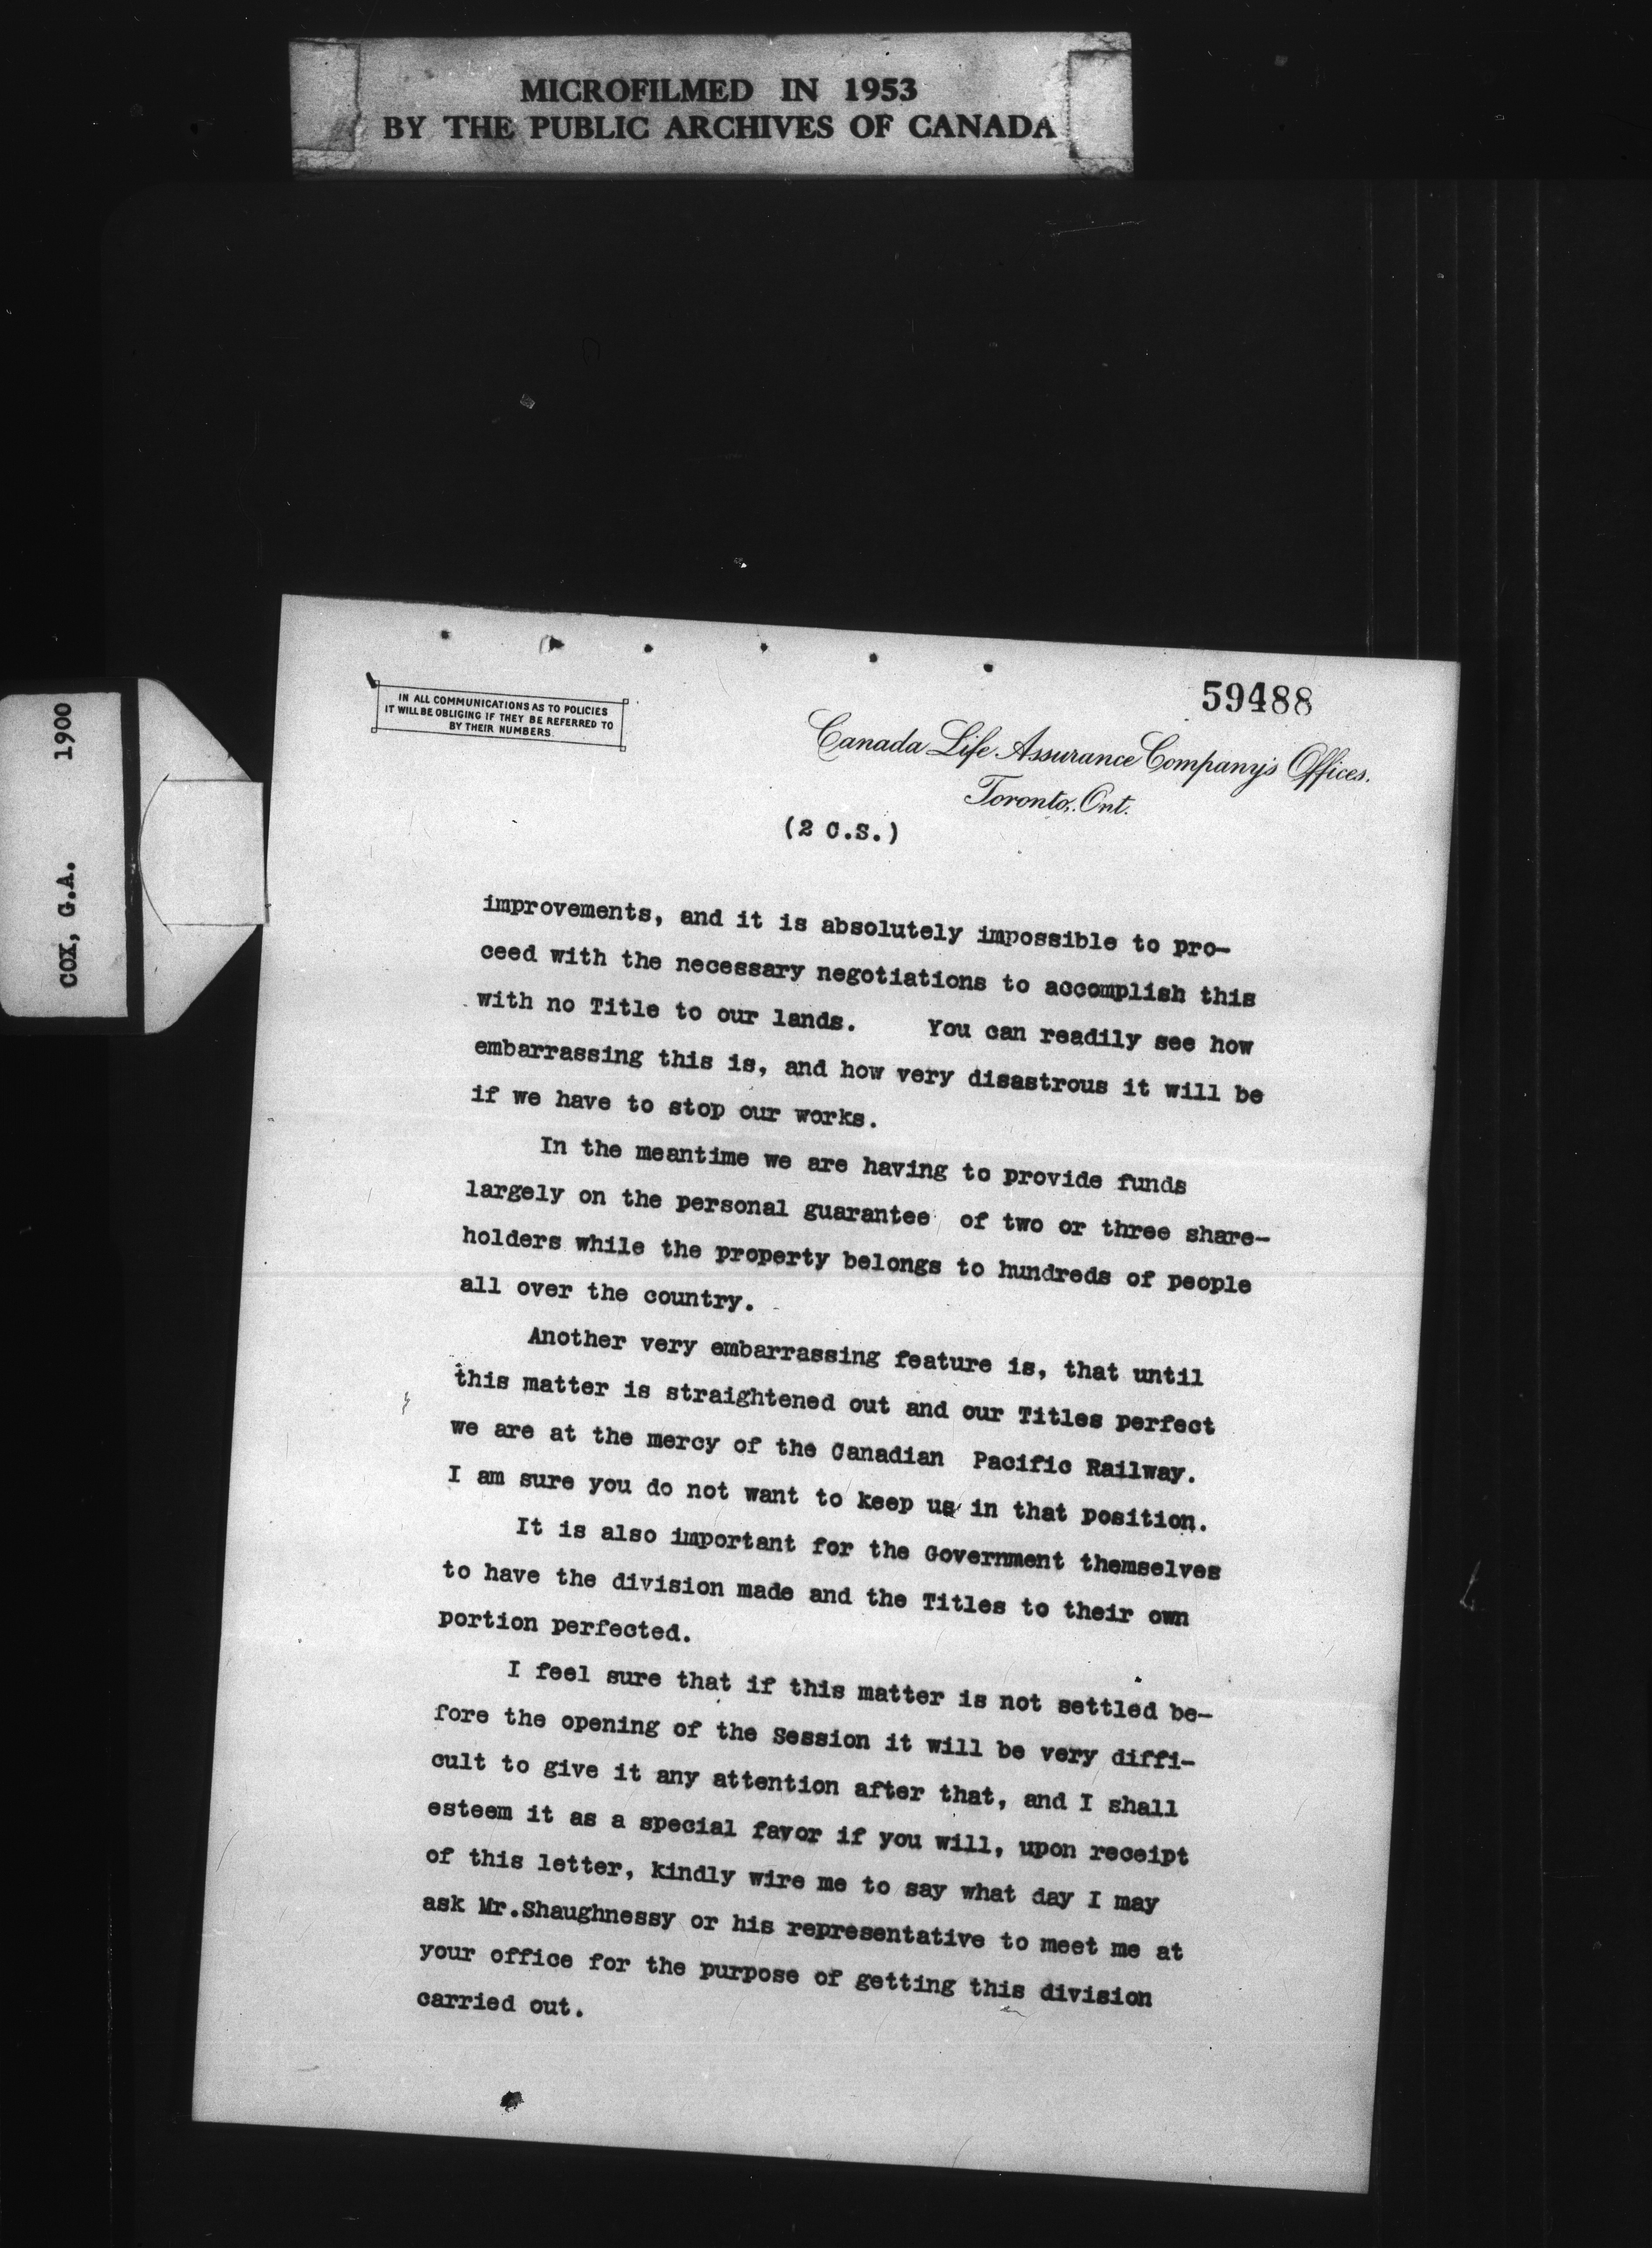 MICROFILMED IN 1953
BY THE PUBLIC ARCHIVES OF CANADA
COX, G.A. 1900
59488
IN ALL COMMUNICATIONS AS TO POLICIES
IT WILL BE OBLIGING IF THEY BE REFERRED TO
BY THEIR NUMBERS.
Canada Life Assurance Company's Offices.
Toronto, Ont.
(2 C.S.)
improvements, and it is absolutely impossible to pro-
ceed with the necessary negotiations to accomplish this
with no Title to our lands. You can readily see how
embarrassing this is, and how very disastrous it will be
if we have to stop our works.
In the meantime we are having to provide funds
largely on the personal guarantee of two or three share-
holders while the property belongs to hundreds of people
all over the country.
Another very embarrassing feature is, that until
this matter is straightened out and our Titles perfect
we are at the mercy of the Canadian Pacific Railway.
I am sure you do not want to keep us in that position.
It is also important for the Government themselves
to have the division made and the Titles to their own
portion perfected.
I feel sure that if this matter is not settled be-
fore the opening of the Session it will be very diffi-
cult to give it any attention after that, and I shall
esteem it as a special favor if you will, upon receipt
of this letter, kindly wire me to say what day I may
ask Mr.Shaughnessy or his representative to meet me at
your office for the purpose of getting this division
carried out.